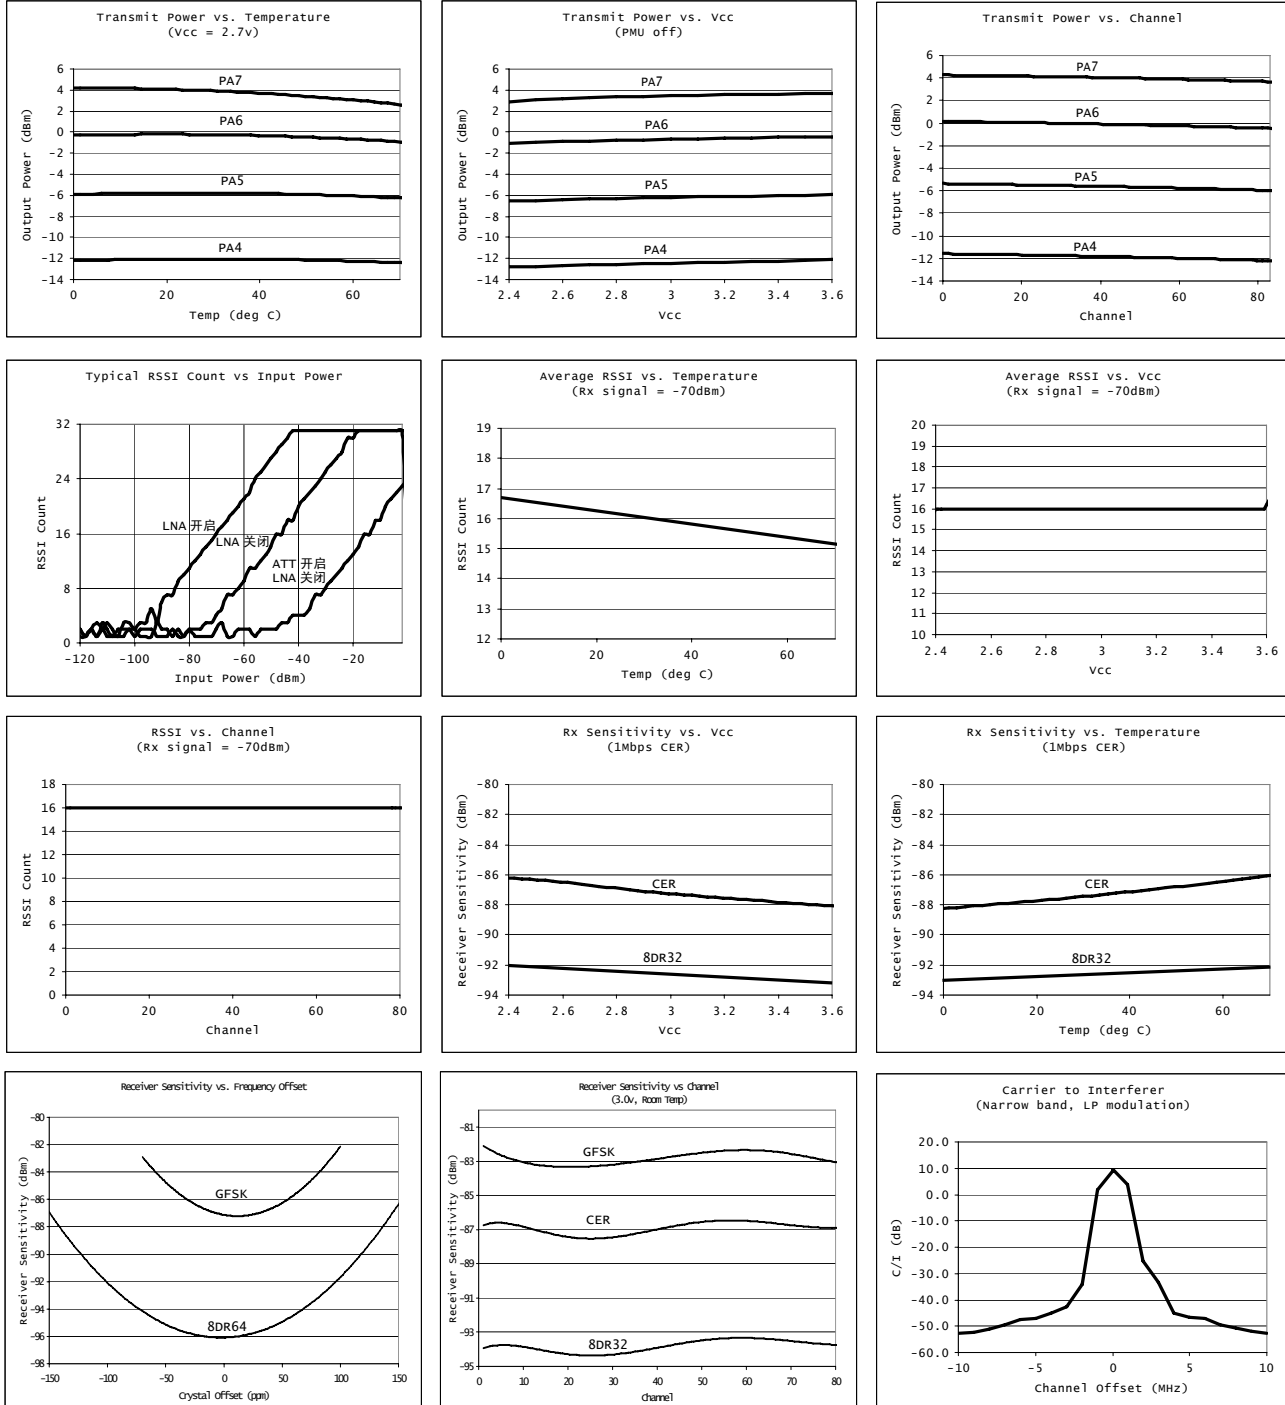 Transmit Power vs. Temperature
(Vcc = 2.7v)
Output Power (dBm)
6
4
2
0
-2
-4
-6
-8
-10
-12
-14
PA7
PA6
PA5
PA4
0 20 40 60
Temp (deg C)
Transmit Power vs. Vcc
(PMU off)
Output Power (dBm)
6
4
2
0
-2
-4
-6
-8
-10
-12
-14
PA7
PA6
PA5
PA4
2.4 2.6 2.8 3 3.2 3.4 3.6
Vcc
Transmit Power vs. Channel
Output Power (dBm)
6
4
2
0
-2
-4
-6
-8
-10
-12
-14
PA7
PA6
PA5
PA4
0 20 40 60 80
Channel
Typical RSSI Count vs Input Power
RSSI Count
32
24
16
8
0
LNA 开启
LNA 关闭
ATT 开启
LNA 关闭
-120 -100 -80 -60 -40 -20
Input Power (dBm)
Average RSSI vs. Temperature
(Rx signal = -70dBm)
RSSI Count
19
18
17
16
15
14
13
12
0 20 40 60
Temp (deg C)
Average RSSI vs. Vcc
(Rx signal = -70dBm)
RSSI Count
20
19
18
17
16
15
14
13
12
11
10
2.4 2.6 2.8 3 3.2 3.4 3.6
Vcc
RSSI vs. Channel
(Rx signal = -70dBm)
RSSI Count
18
16
14
12
10
8
6
4
2
0
0 20 40 60 80
Channel
Rx Sensitivity vs. Vcc
(1Mbps CER)
Receiver Sensitivity (dBm)
-80
-82
-84
-86
-88
-90
-92
-94
CER
8DR32
2.4 2.6 2.8 3 3.2 3.4 3.6
Vcc
Rx Sensitivity vs. Temperature
(1Mbps CER)
Receiver Sensitivity (dBm)
-80
-82
-84
-86
-88
-90
-92
-94
CER
8DR32
0 20 40 60
Temp (deg C)
Receiver Sensitivity vs. Frequency Offset
Receiver Sensitivity (dBm)
-80
-82
-84
-86
-88
-90
-92
-94
-96
-98
GFSK
8DR64
-150 -100 -50 0 50 100 150
Crystal Offset (ppm)
Receiver Sensitivity vs Channel
(3.0v, Room Temp)
Receiver Sensitivity (dBm)
-81
-83
-85
-87
-89
-91
-93
-95
GFSK
CER
8DR32
0 10 20 30 40 50 60 70 80
Channel
Carrier to Interferer
(Narrow band, LP modulation)
C/I (dB)
20.0
10.0
0.0
-10.0
-20.0
-30.0
-40.0
-50.0
-60.0
-10 -5 0 5 10
Channel Offset (MHz)